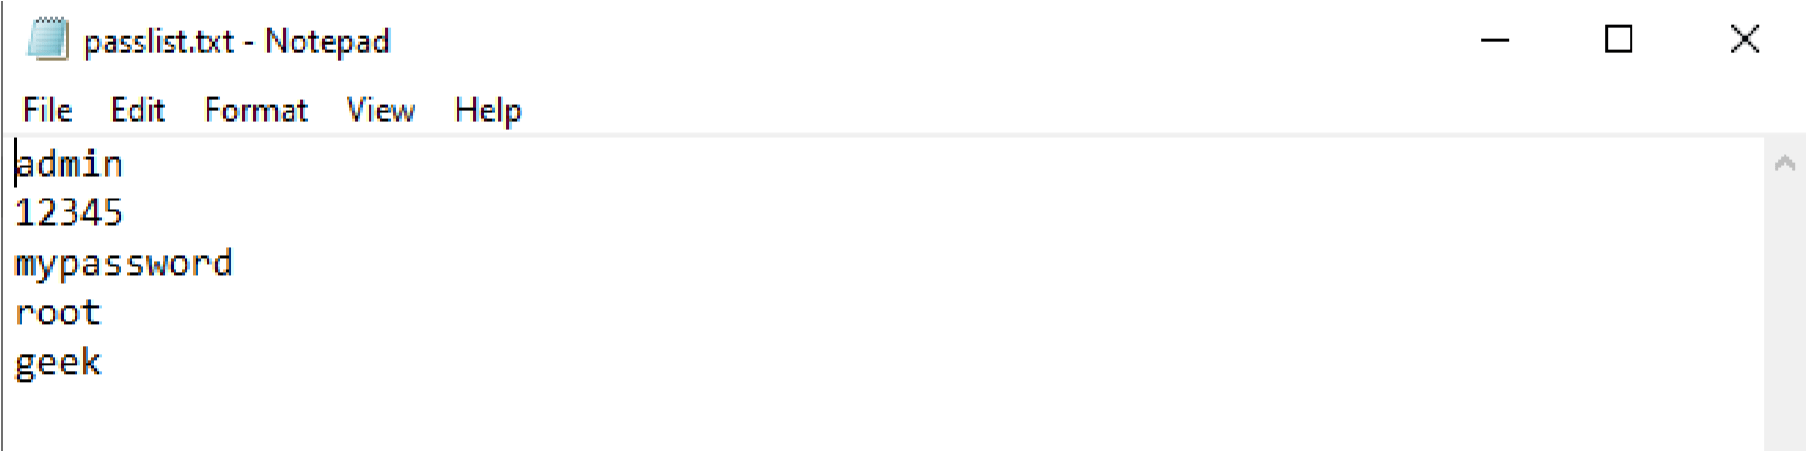 passlist.txt - Notepad
File Edit Format View Help
admin
12345
mypassword
root
geek